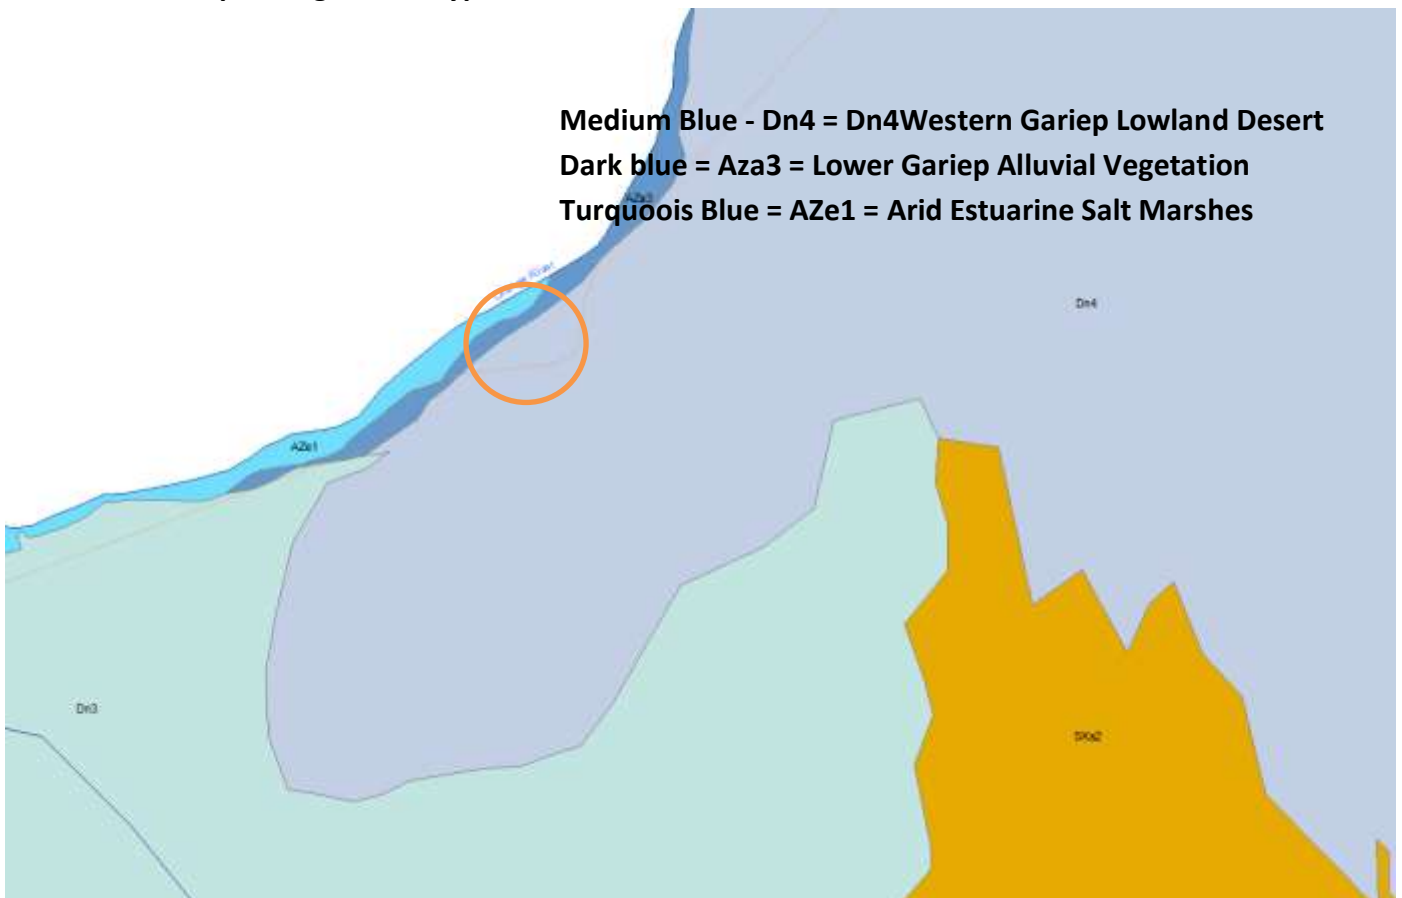 Medium Blue - Dn4 = Dn4Western Gariep Lowland Desert
Dark blue = Aza3 = Lower Gariep Alluvial Vegetation
AZa3
Turquoois Blue = AZe1 = Arid Estuarine Salt Marshes
Dn4
AZe1
Dn3
SKs2